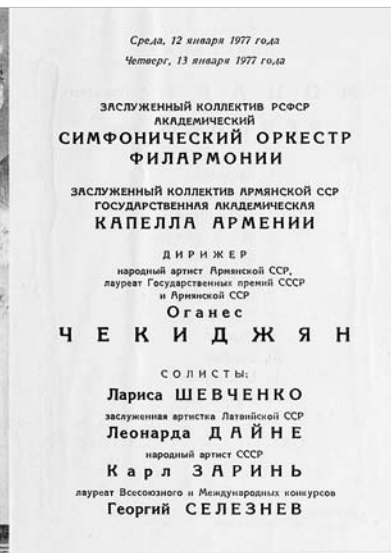 Среда, 12 января 1977 года
Четверг, 13 января 1977 года
ЗАСЛУЖЕННЫЙ КОЛЛЕКТИВ РСФСР
АКАДЕМИЧЕСКИЙ
СИМФОНИЧЕСКИЙ ОРКЕСТР
ФИЛАРМОНИИ
ЗАСЛУЖЕННЫЙ КОЛЛЕКТИВ АРМЯНСКОЙ ССР
ГОСУДАРСТВЕННАЯ АКАДЕМИЧЕСКАЯ
КАПЕЛЛА АРМЕНИИ
ДИРИЖЕР
народный артист Армянской ССР,
лауреат Государственных премий СССР
и Армянской ССР
Оганес
ЧЕКИДЖЯН
СОЛИСТЫ:
Лариса ШЕВЧЕНКО
заслуженная артистка Латвийской ССР
Леонарда ДАЙНЕ
народный артист СССР
Карл ЗАРИНЬ
лауреат Всесоюзного и Международных конкурсов
Георгий СЕЛЕЗНЕВ